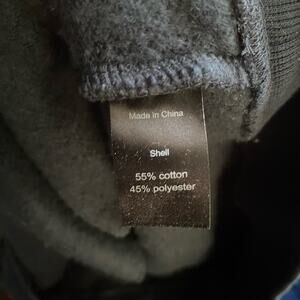 Made in China
Shell
55% cotton
45% polyester